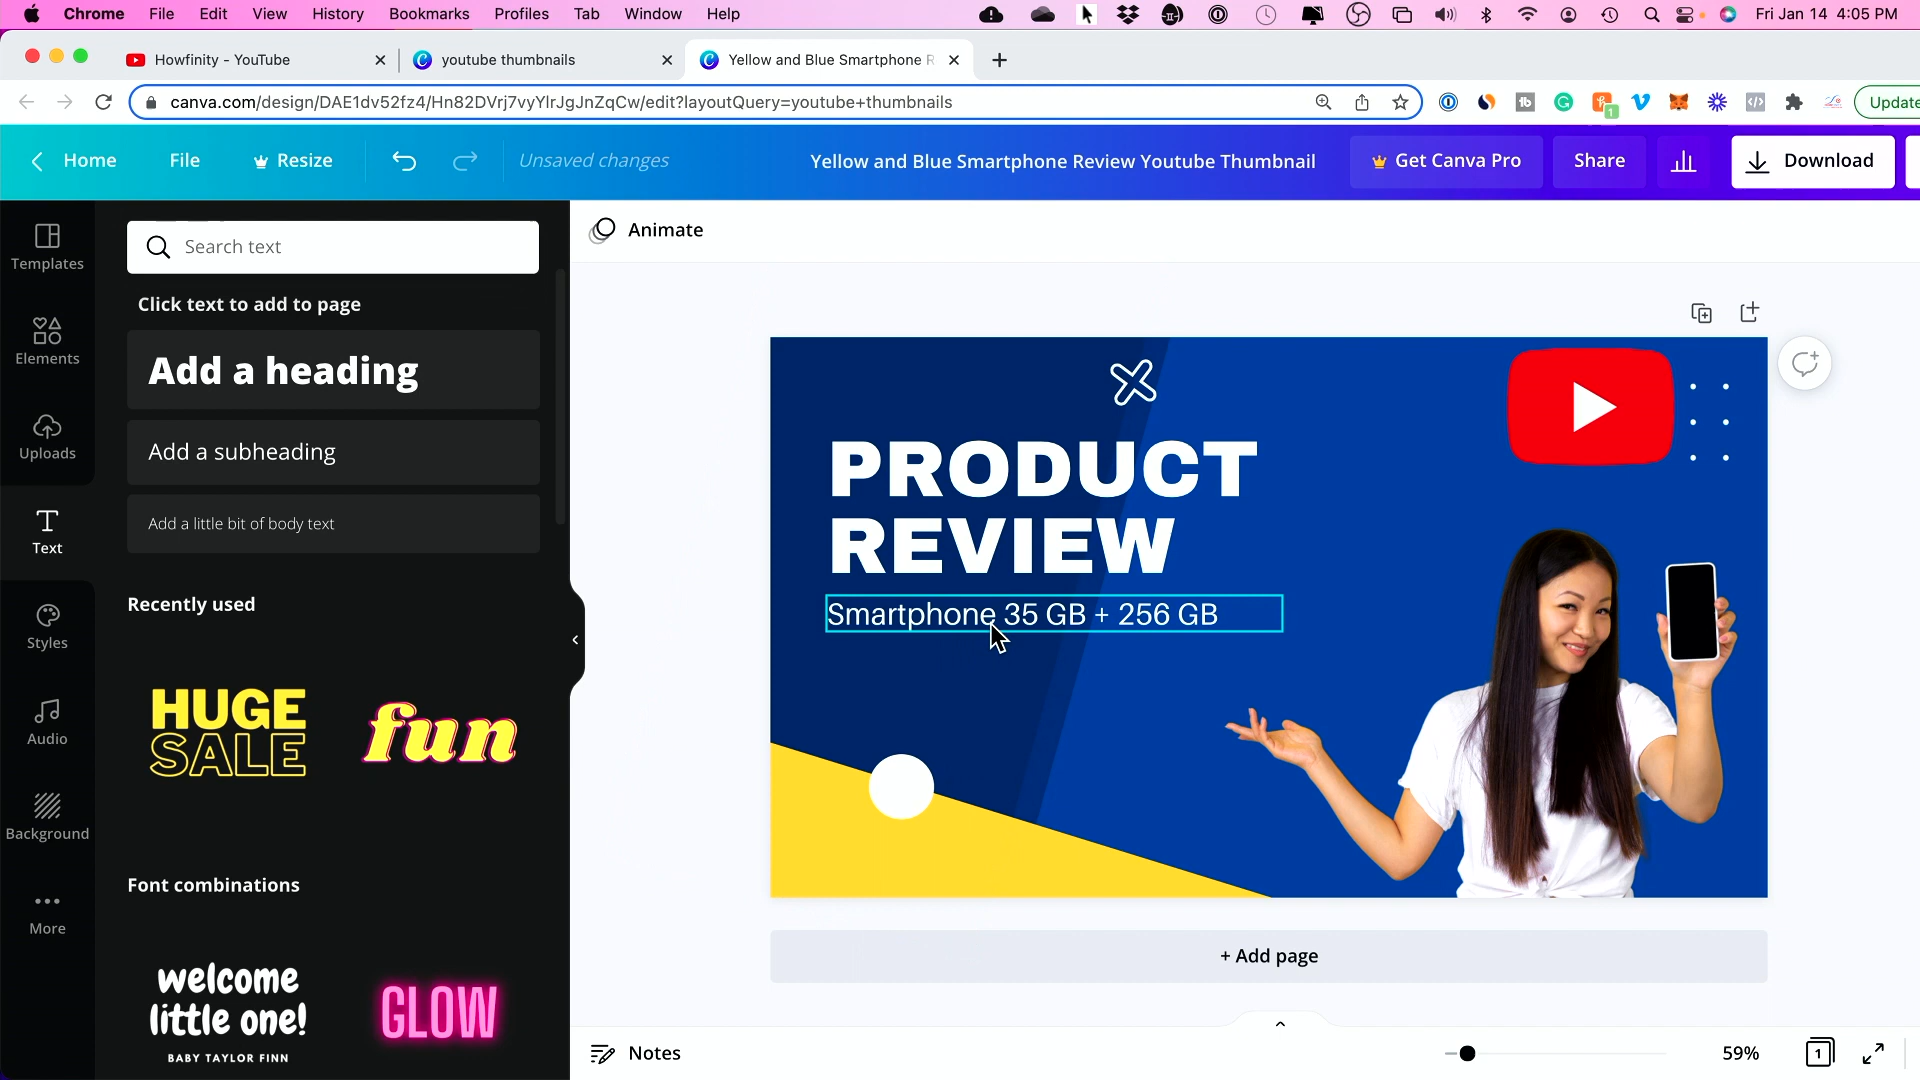 Chrome File Edit View History Bookmarks Profiles Tab Window Help
Fri Jan 14 4:05 PM
Howfinity - YouTube
youtube thumbnails
Yellow and Blue Smartphone R
canva.com/design/DAE1dv52fz4/Hn82DVrj7vyYlrJgJnZqCw/edit?layoutQuery=youtube+thumbnails
Update
Home
File
Resize
Unsaved changes
Yellow and Blue Smartphone Review Youtube Thumbnail
Get Canva Pro
Share
Download
Templates
Elements
Uploads
Text
Styles
Audio
Background
More
Search text
Click text to add to page
Add a heading
Add a subheading
Add a little bit of body text
Recently used
HUGE
SALE
fun
Font combinations
welcome
little one!
BABY TAYLOR FINN
GLOW
Animate
PRODUCT
REVIEW
Smartphone 35 GB + 256 GB
+ Add page
Notes
59%
1